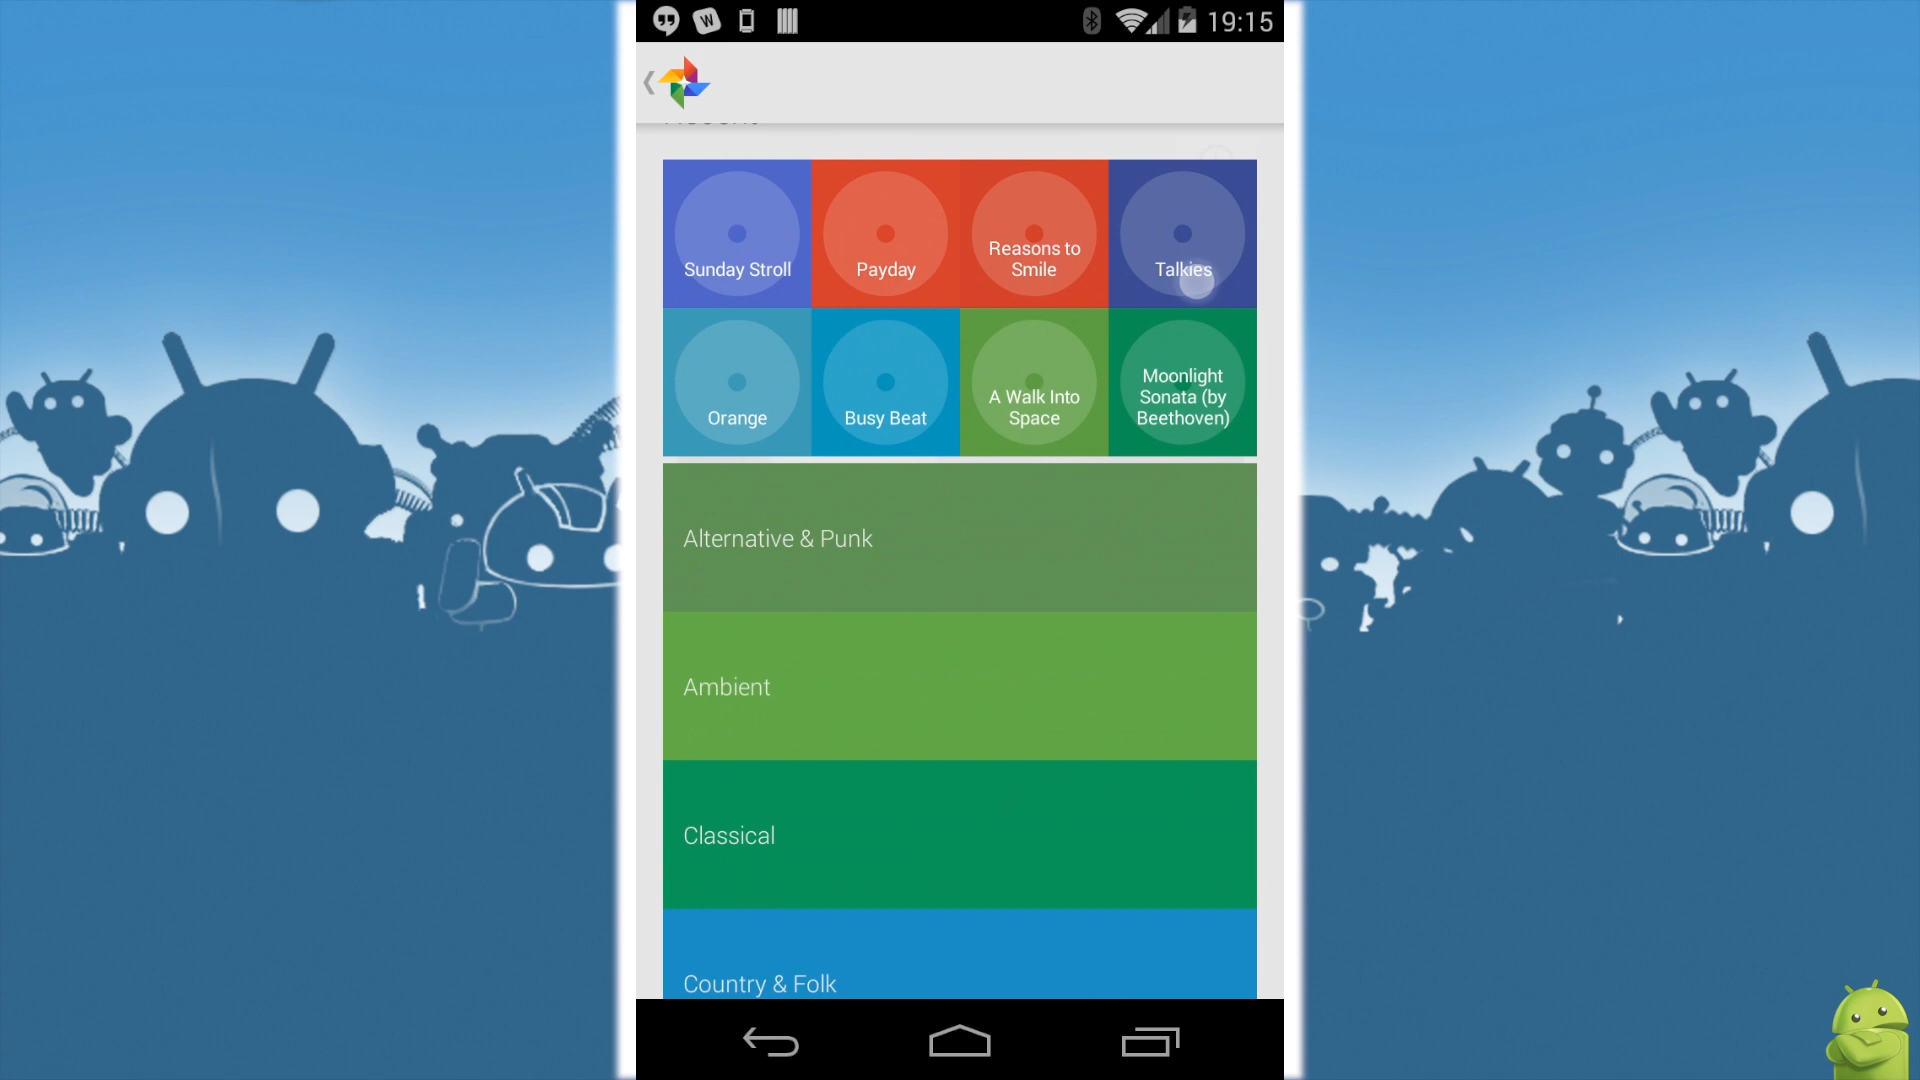 W
19:15
Sunday Stroll
Payday
Reasons to
Smile
Talkies
Orange
Busy Beat
A Walk Into
Space
Moonlight
Sonata (by
Beethoven)
Alternative & Punk
Ambient
Classical
Country & Folk